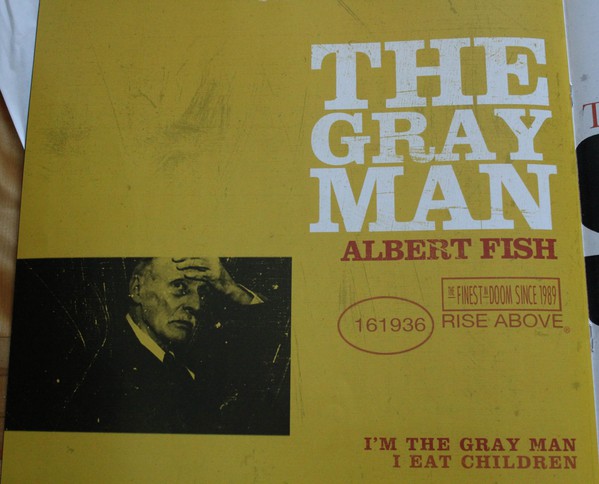 THE
GRAY
MAN
ALBERT FISH
THE FINEST IN DOOM SINCE 1989
161936
RISE ABOVE
I'M THE GRAY MAN
I EAT CHILDREN
T